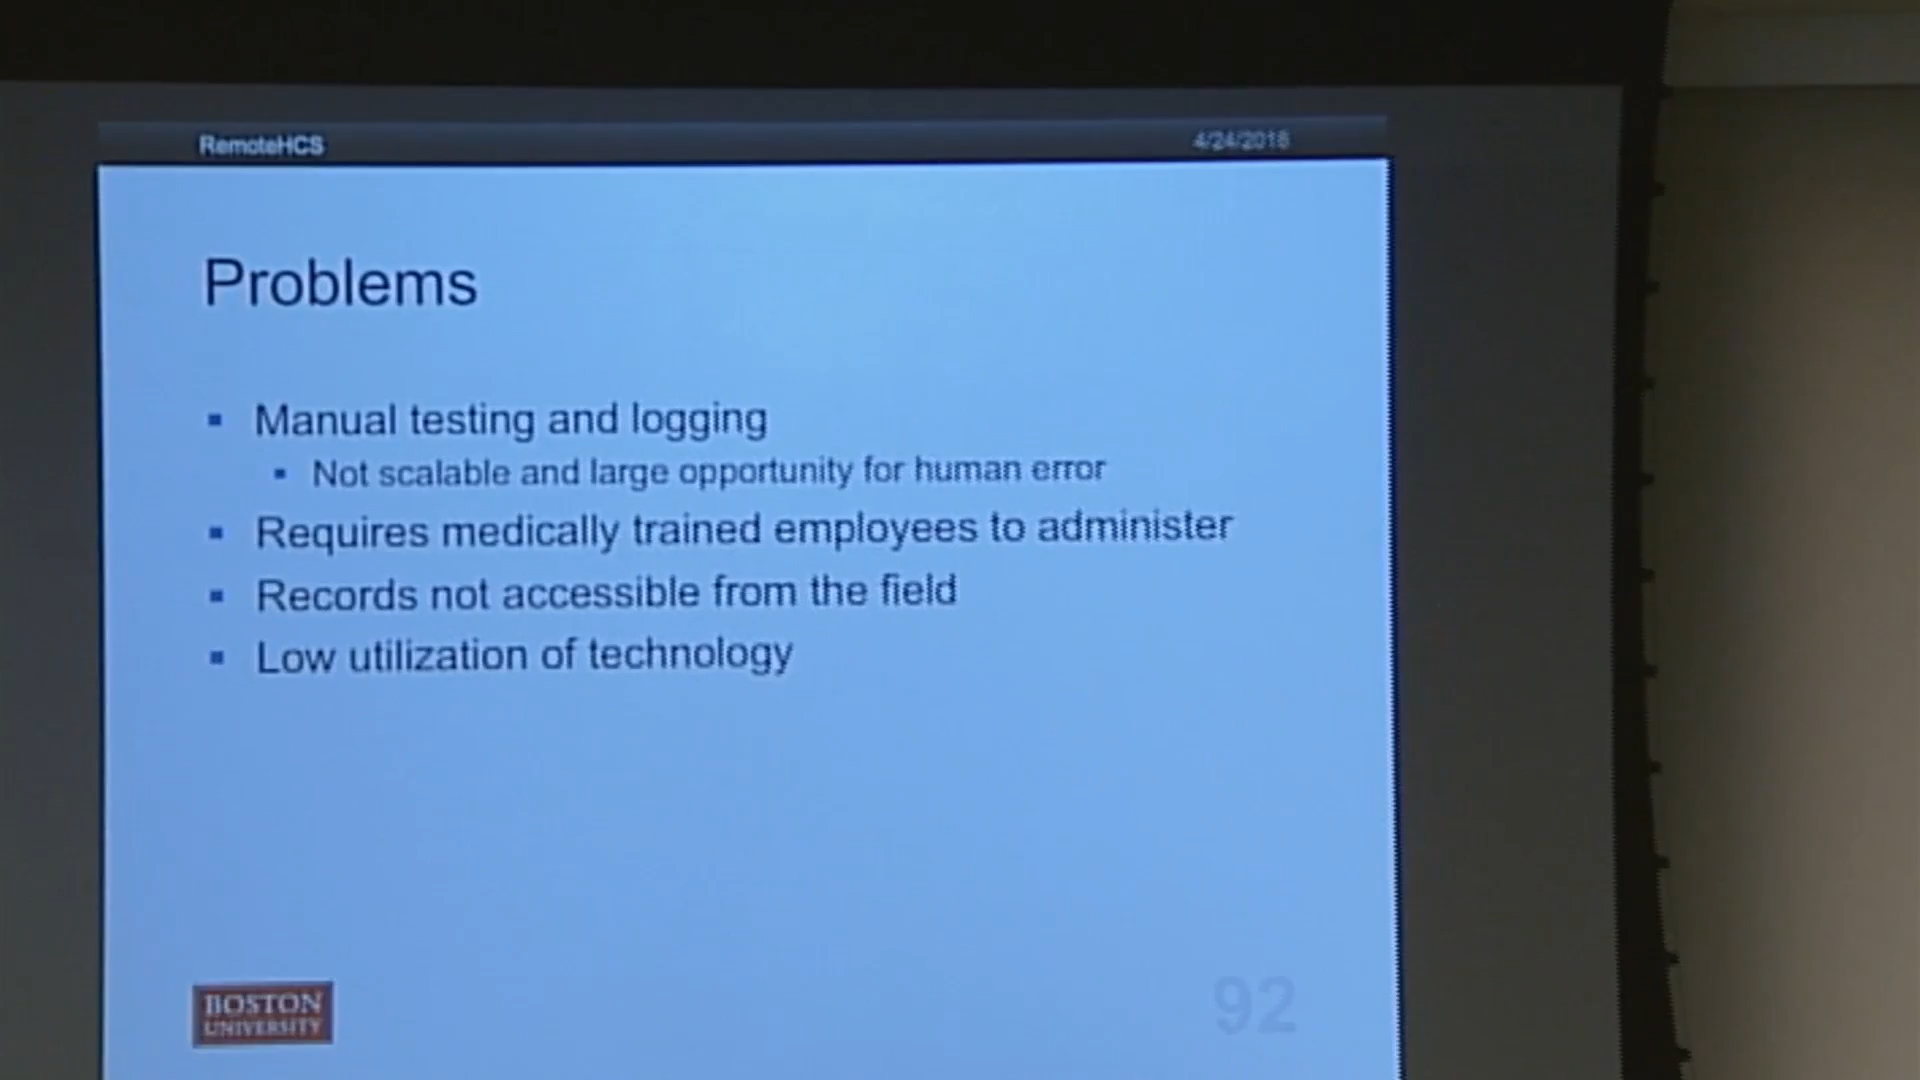 RemoteHCS
4/24/2018
Problems
Manual testing and logging
Not scalable and large opportunity for human error
Requires medically trained employees to administer
Records not accessible from the field
Low utilization of technology
BOSTON
UNIVERSITY
92